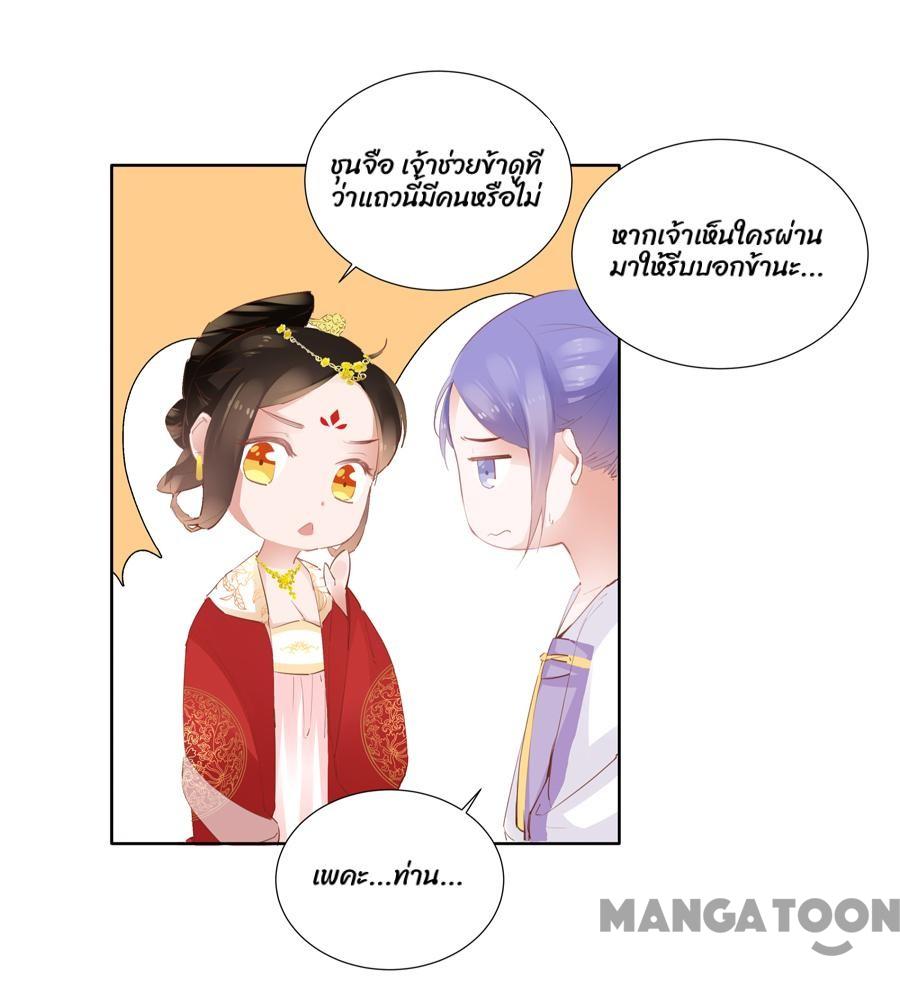 ชุนจือ เจ้าช่วยข้าดูที
ว่าแถวนี้มีคนหรือไม่
หากเจ้าเห็นใครผ่าน
มาให้รีบบอกข้านะ...
เพคะ...ท่าน...
MANGATOON